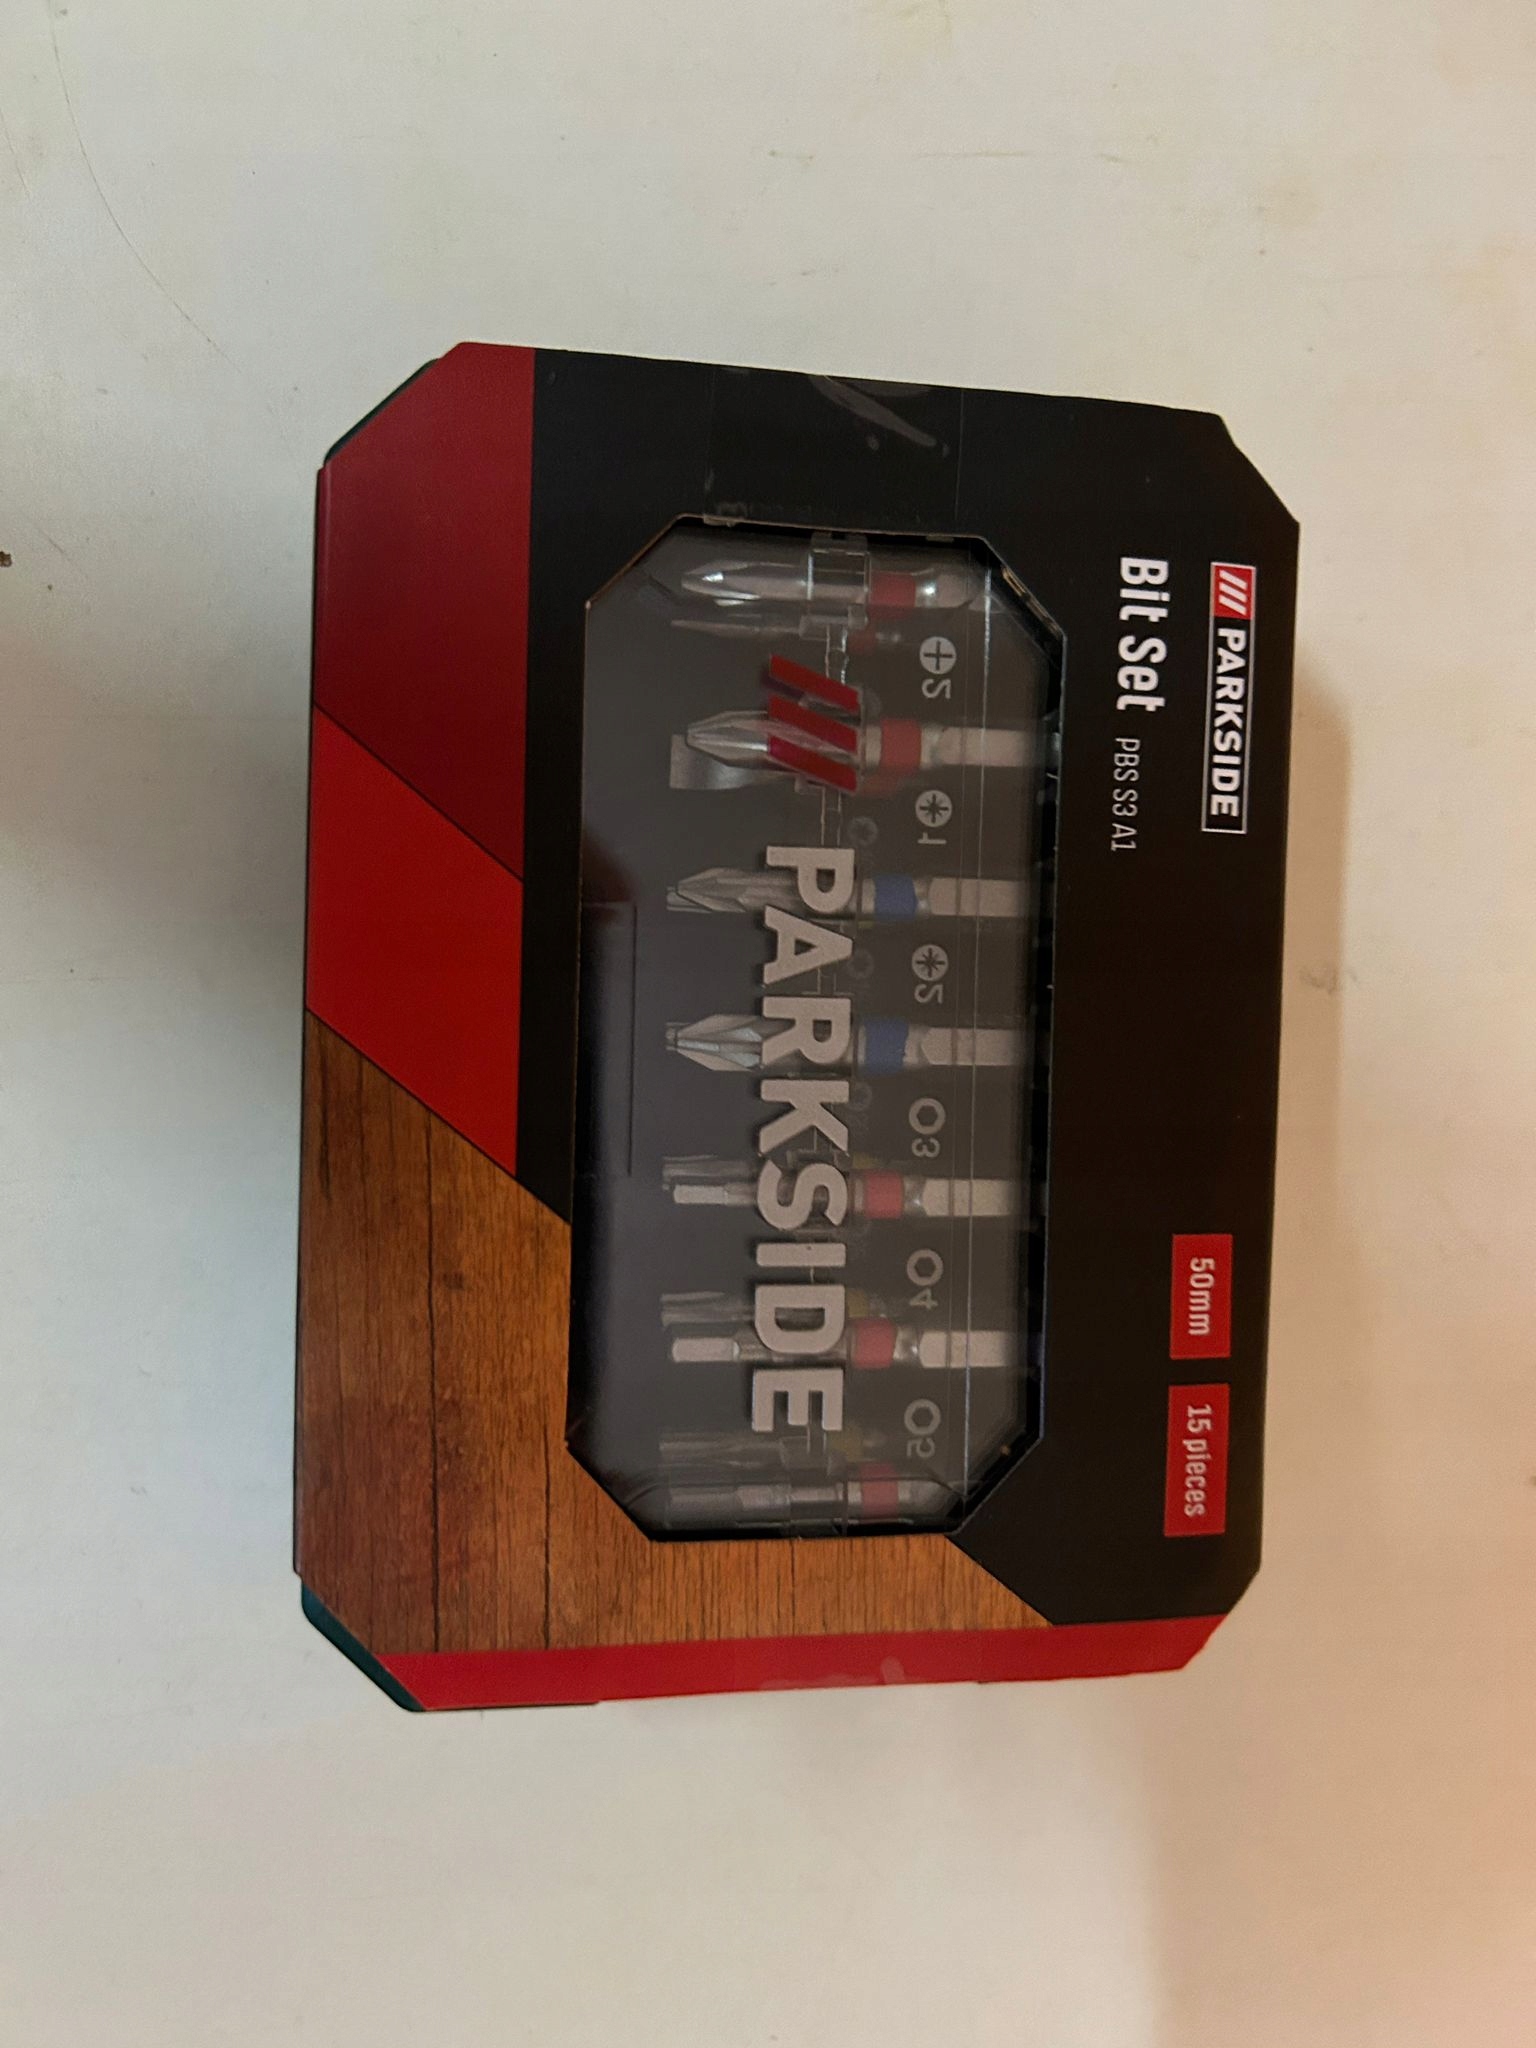 /// PARKSIDE
Bit Set PBS S3 A1
50mm 15 pieces
2 1 2 3 4 5
PARKSIDE